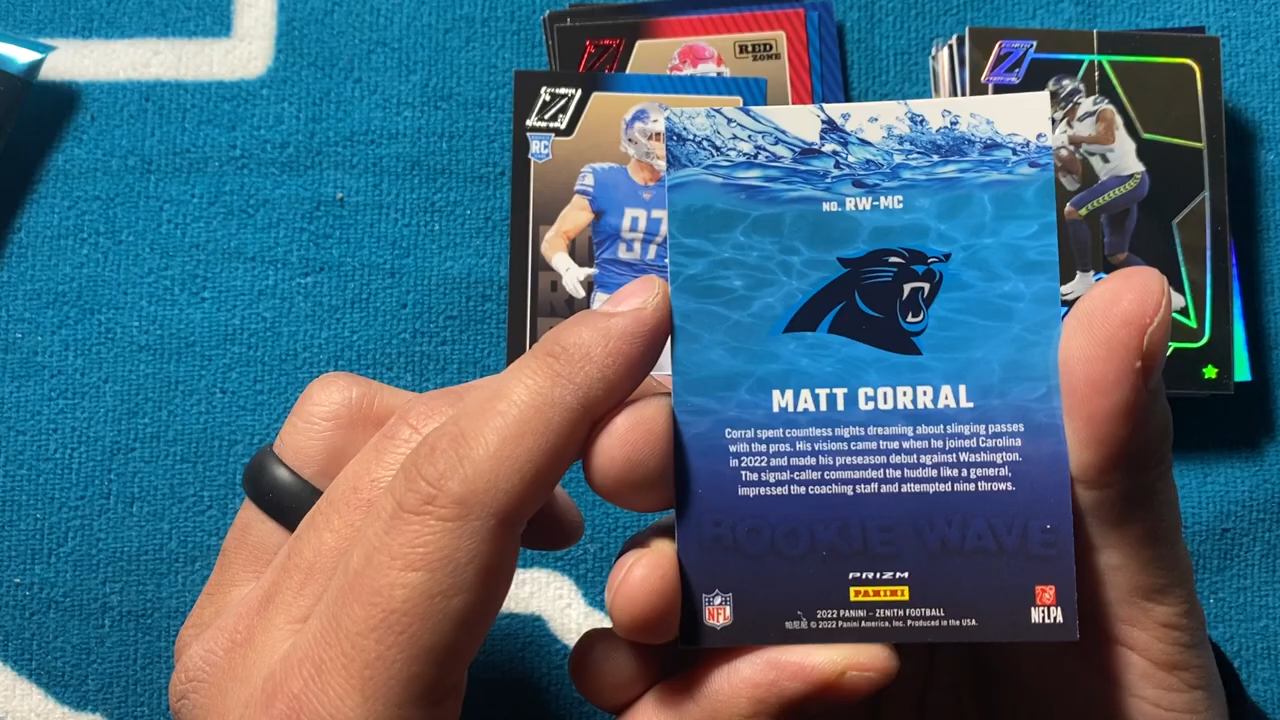 RED
ZONE
RC
97
NO. RW-MC
MATT CORRAL
Corral spent countless nights dreaming about slinging passes
with the pros. His visions came true when he joined Carolina
in 2022 and made his preseason debut against Washington.
The signal-caller commanded the huddle like a general,
impressed the coaching staff and attempted nine throws.
ROOKIE WAVE
PRIZM
PANINI
NFL
NFLPA
2022 PANINI – ZENITH FOOTBALL
帕尼尼 © 2022 Panini America, Inc. Produced in the USA.